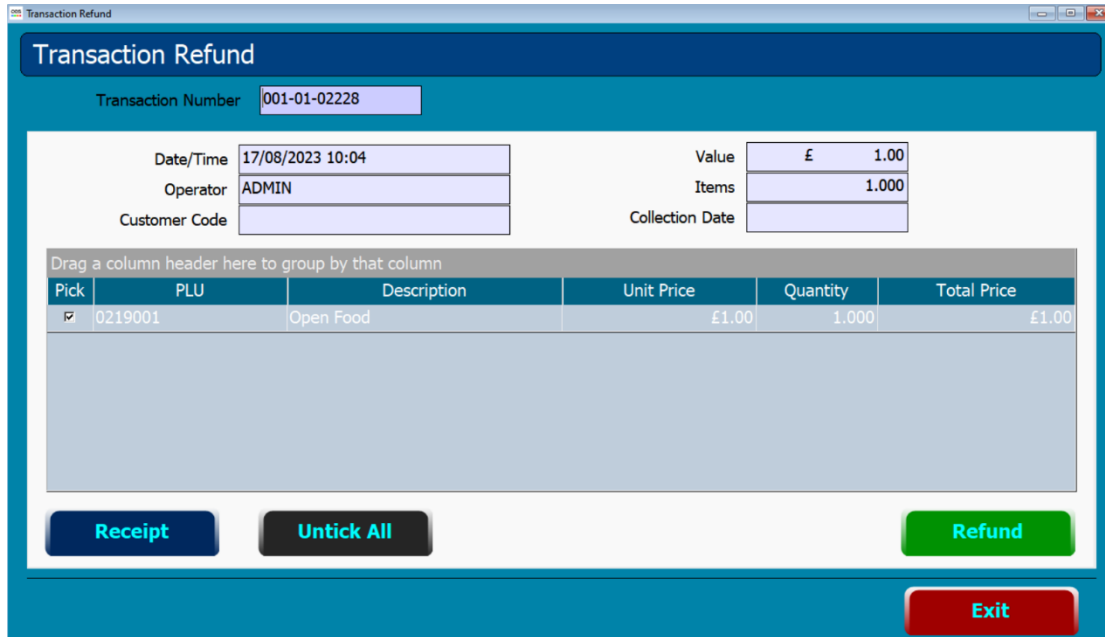 Transaction Refund
Transaction Refund
Transaction Number 001-01-02228
Date/Time 17/08/2023 10:04 Value £ 1.00
Operator ADMIN Items 1.000
Customer Code Collection Date
Drag a column header here to group by that column
Pick PLU Description Unit Price Quantity Total Price
0219001 Open Food £1.00 1.000 £1.00
Receipt Untick All Refund
Exit